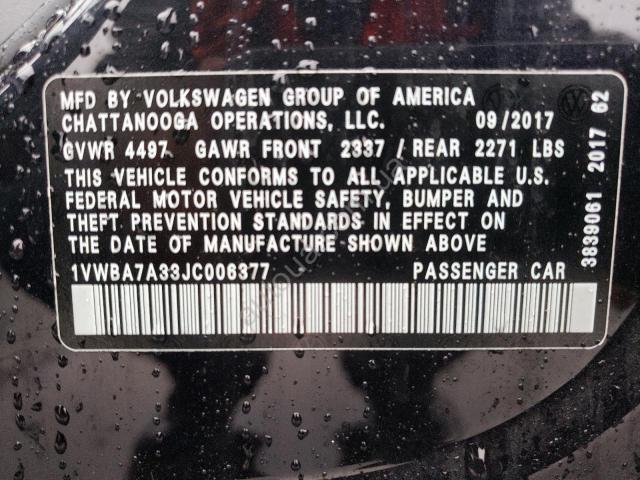 MFD BY VOLKSWAGEN GROUP OF AMERICA
CHATTANOOGA OPERATIONS, LLC. 09/2017
GVWR 4497 GAWR FRONT 2337 / REAR 2271 LBS
THIS VEHICLE CONFORMS TO ALL APPLICABLE U.S.
FEDERAL MOTOR VEHICLE SAFETY, BUMPER AND
THEFT PREVENTION STANDARDS IN EFFECT ON
THE DATE OF MANUFACTURE SHOWN ABOVE
1VWBA7A33JC006377 PASSENGER CAR
3839061 2017 62